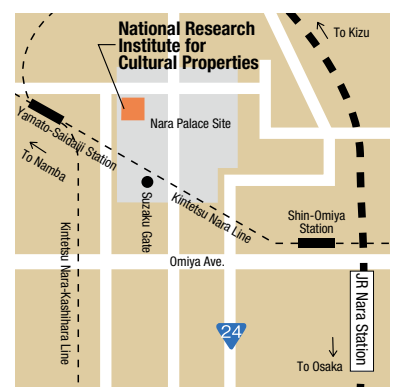 National Research
Institute for
Cultural Properties
To Kizu
Nara Palace Site
Yamato-Saidaiji Station
To Namba
Kintetsu Nara Line
Suzaku Gate
Shin-Omiya
Station
Kintetsu Nara-Kashihara Line
Omiya Ave.
24
JR Nara Station
To Osaka